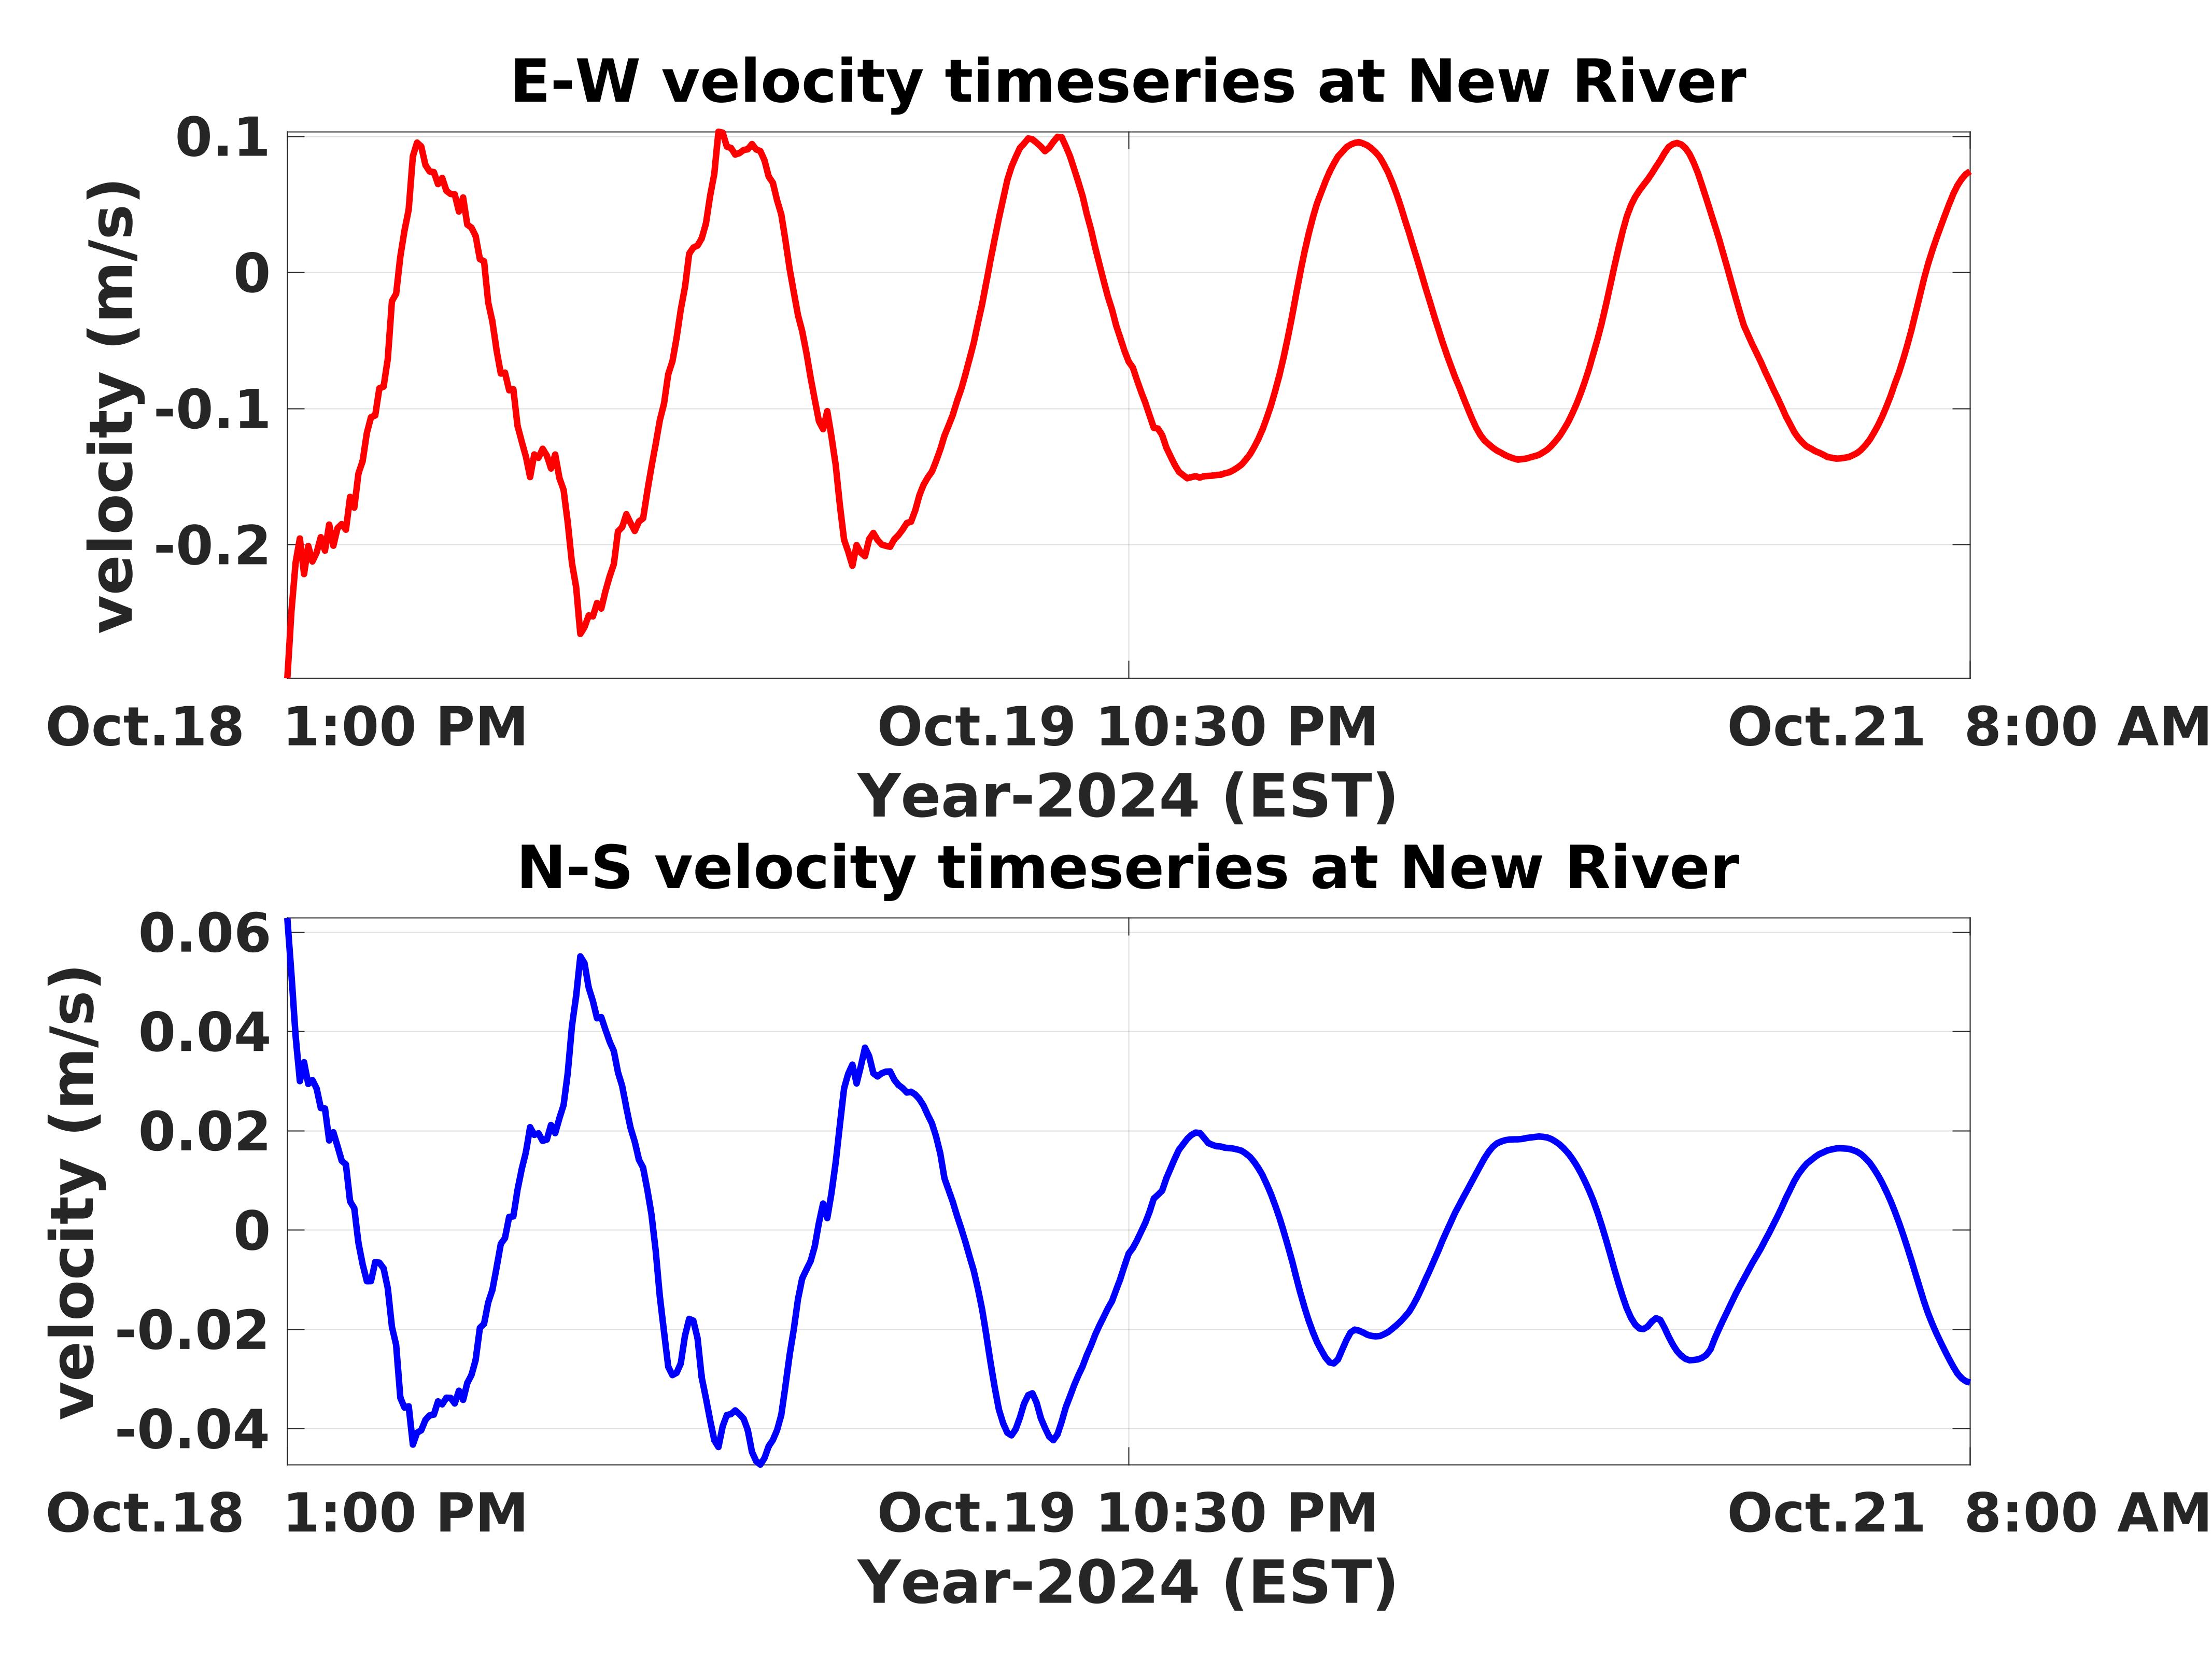 E-W velocity timeseries at New River
velocity (m/s)
0.1
0
-0.1
-0.2
Oct.18 1:00 PM
Oct.19 10:30 PM
Oct.21 8:00 AM
Year-2024 (EST)
N-S velocity timeseries at New River
velocity (m/s)
0.06
0.04
0.02
0
-0.02
-0.04
Oct.18 1:00 PM
Oct.19 10:30 PM
Oct.21 8:00 AM
Year-2024 (EST)